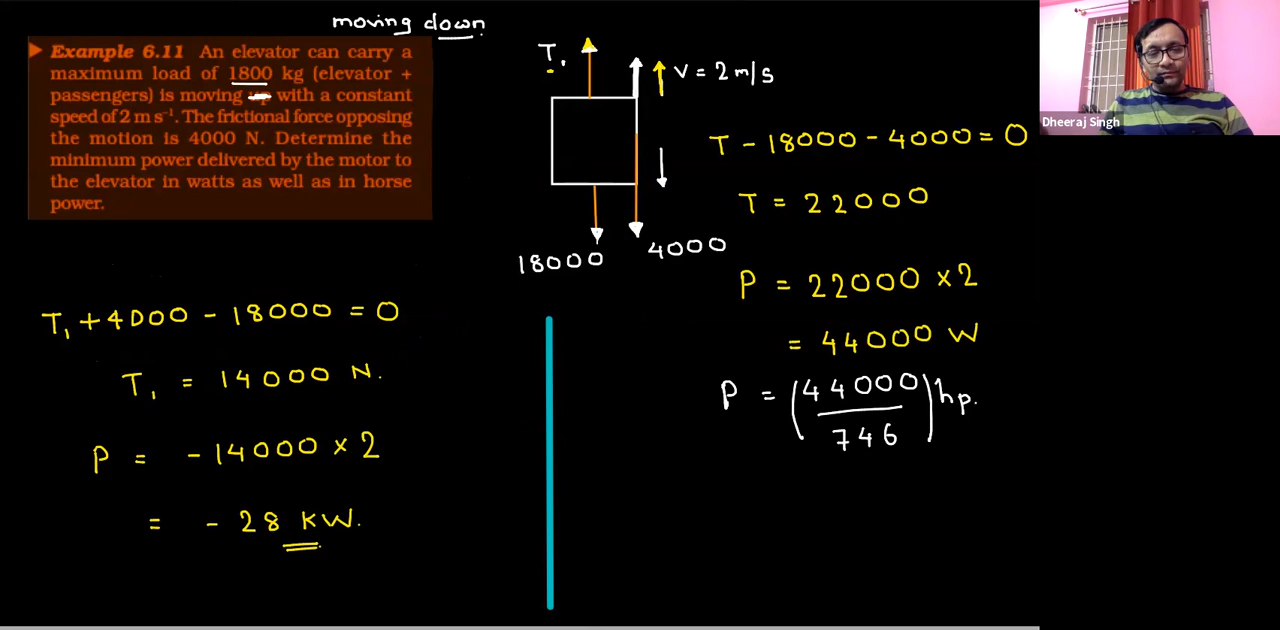 moving down
Example 6.11 An elevator can carry a
maximum load of 1800 kg (elevator +
passengers) is moving up with a constant
speed of 2 m s⁻¹. The frictional force opposing
the motion is 4000 N. Determine the
minimum power delivered by the motor to
the elevator in watts as well as in horse
power.
T₁
V = 2 m/s
18000
4000
T - 18000 - 4000 = 0
T = 22000
P = 22000 × 2
= 44000 W
P = (44000/746) hp.
T₁ + 4000 - 18000 = 0
T₁ = 14000 N.
P = - 14000 × 2
= - 28 KW.
Dheeraj Singh